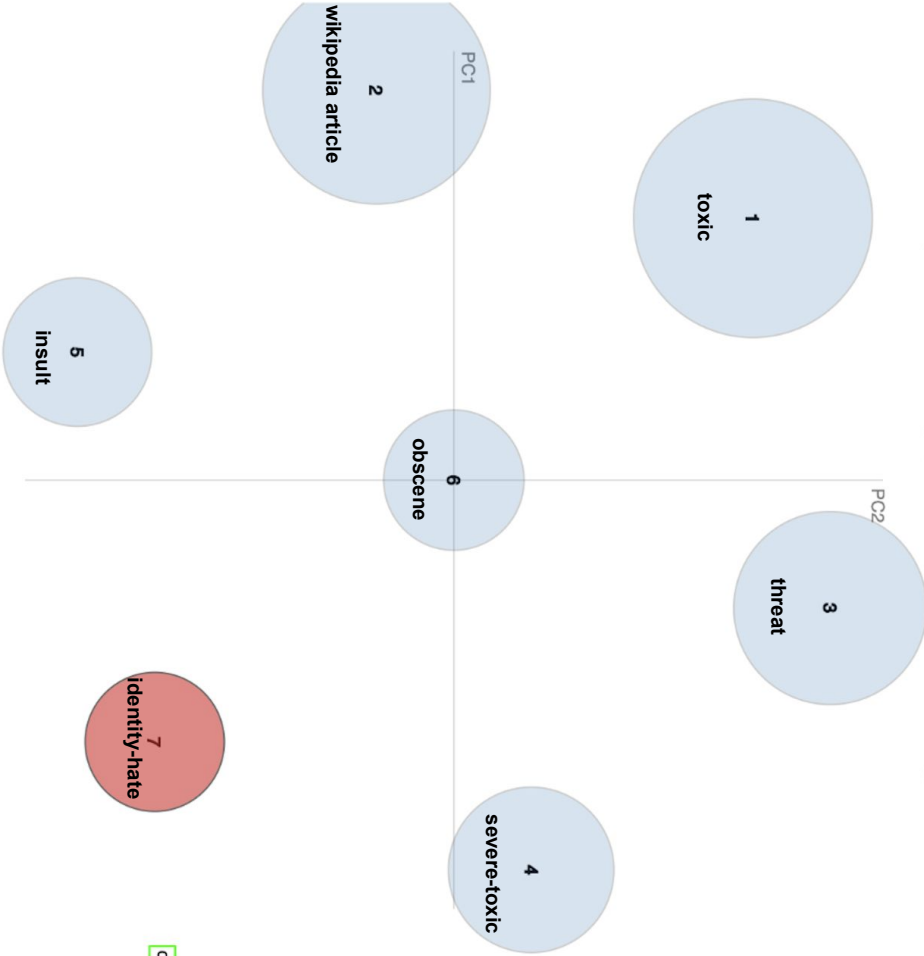 PC2
3
threat
1
toxic
4
severe-toxic
6
obscene
PC1
2
wikipedia article
7
identity-hate
5
insult